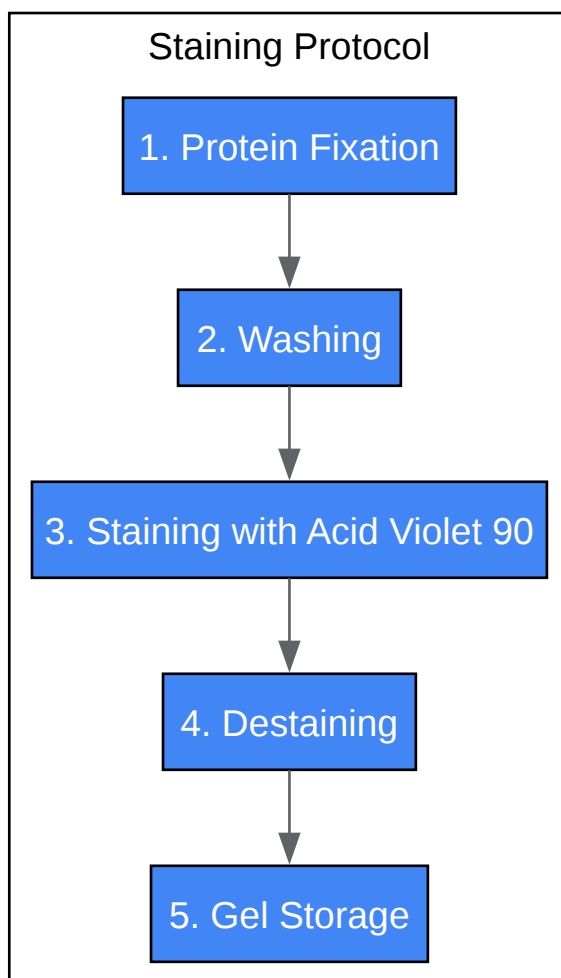 Staining Protocol
1. Protein Fixation
2. Washing
3. Staining with Acid Violet 90
4. Destaining
5. Gel Storage